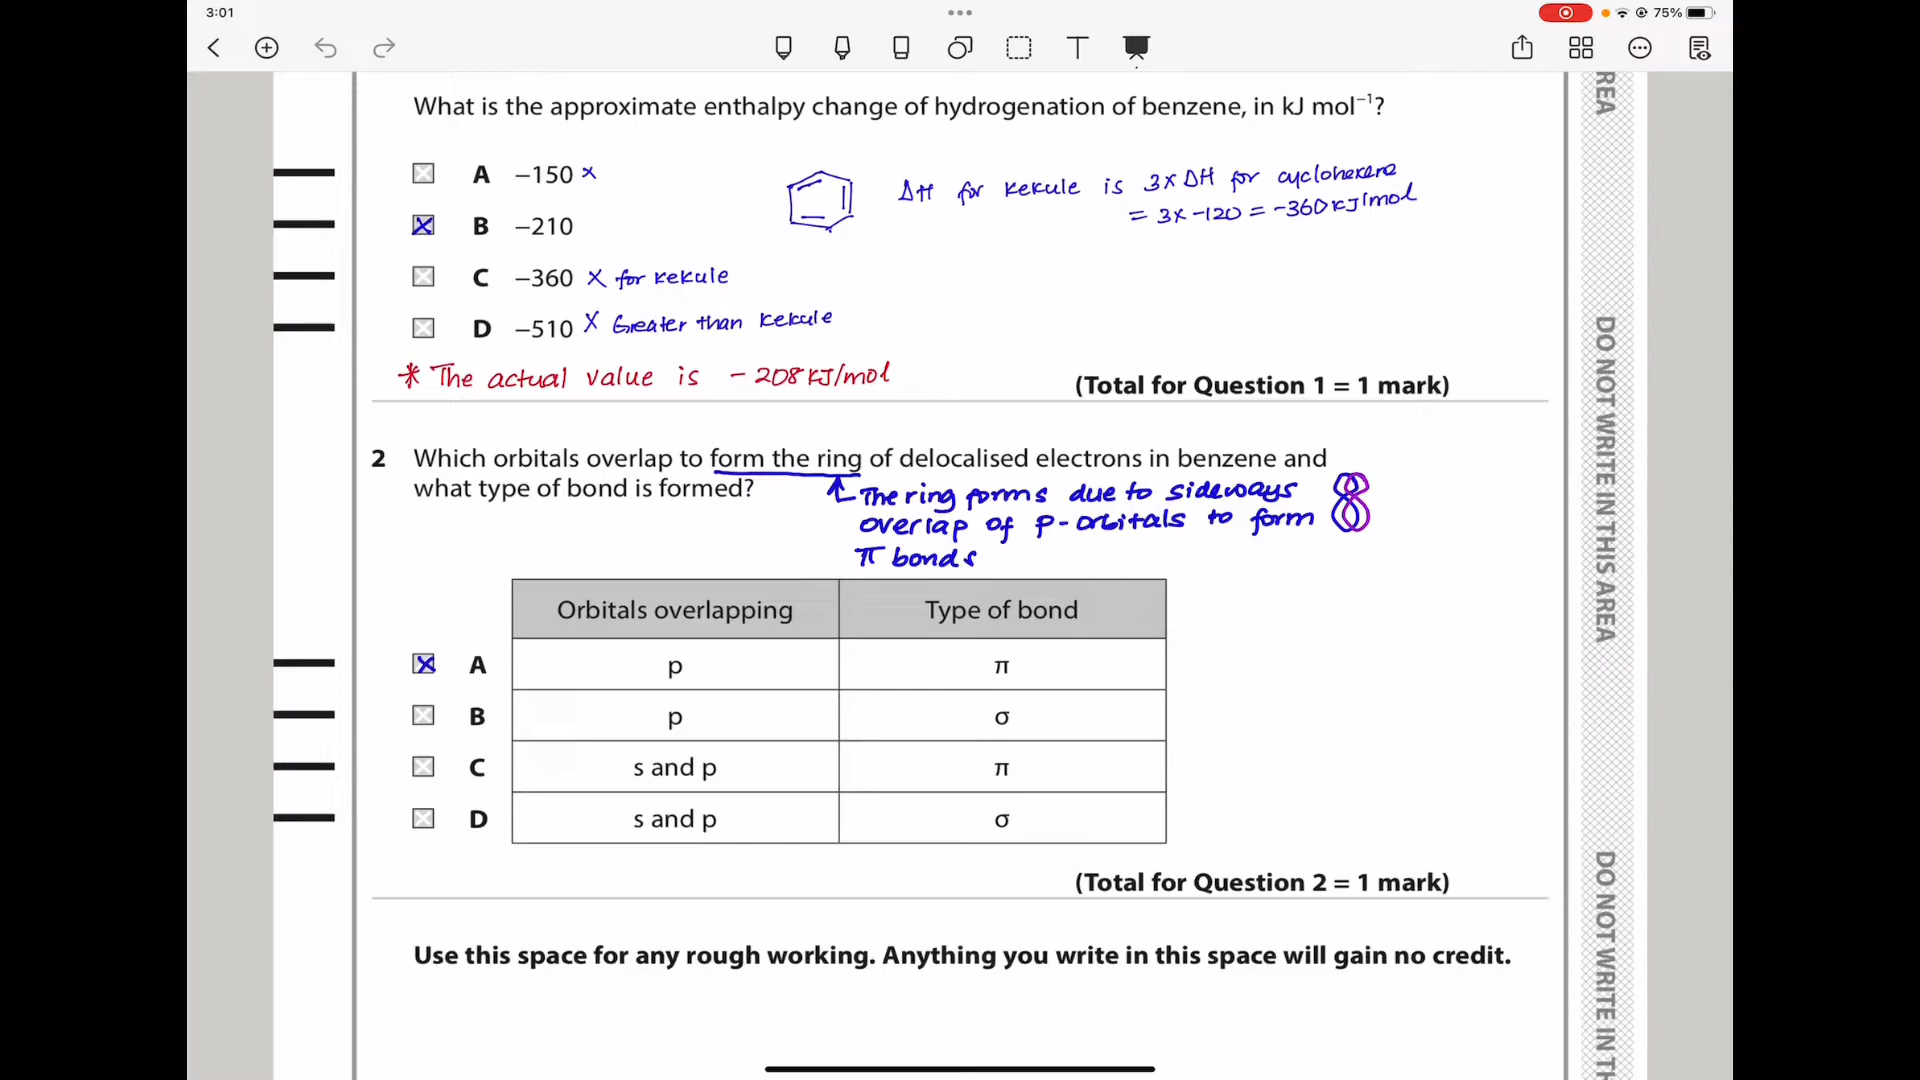 3:01
75%
What is the approximate enthalpy change of hydrogenation of benzene, in kJ mol⁻¹?
A −150 x
B −210
C −360 X for kekule
D −510 X Greater than kekule
ΔH for kekule is 3x ΔH for cyclohexene
= 3x -120 = -360 kJ/mol
* The actual value is - 208 kJ/mol
(Total for Question 1 = 1 mark)
2 Which orbitals overlap to form the ring of delocalised electrons in benzene and
what type of bond is formed?
The ring forms due to sideways
overlap of p-orbitals to form
π bonds
Orbitals overlapping Type of bond
A p π
B p σ
C s and p π
D s and p σ
(Total for Question 2 = 1 mark)
Use this space for any rough working. Anything you write in this space will gain no credit.
REA
DO NOT WRITE IN THIS AREA
DO NOT WRITE IN TH